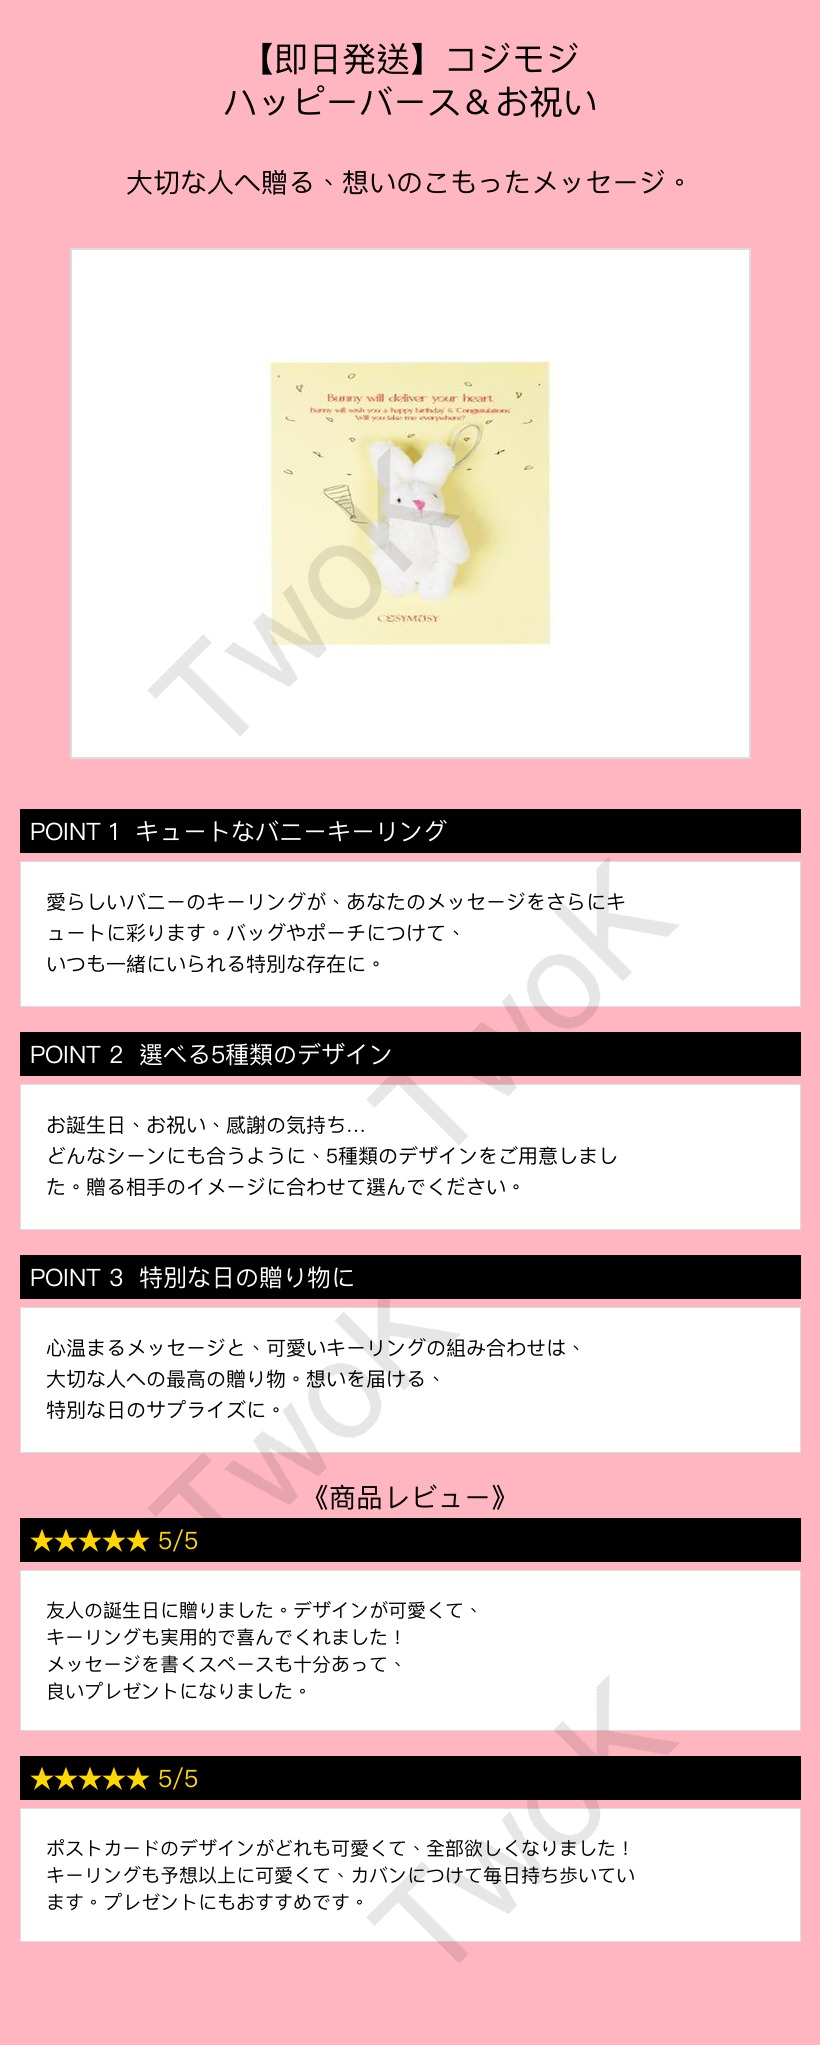 【即日発送】コジモジ
ハッピーバース＆お祝い
大切な人へ贈る、想いのこもったメッセージ。
Bunny will deliver your heart
Bunny will wish you a happy birthday & Congratulations
Will you take me everywhere?
COSYMOSY
TwoK
POINT 1 キュートなバニーキーリング
愛らしいバニーのキーリングが、あなたのメッセージをさらにキ
ュートに彩ります。バッグやポーチにつけて、
いつも一緒にいられる特別な存在に。
TwoK
POINT 2 選べる5種類のデザイン
お誕生日、お祝い、感謝の気持ち...
どんなシーンにも合うように、5種類のデザインをご用意しまし
た。贈る相手のイメージに合わせて選んでください。
POINT 3 特別な日の贈り物に
心温まるメッセージと、可愛いキーリングの組み合わせは、
大切な人への最高の贈り物。想いを届ける、
特別な日のサプライズに。
TwoK
《商品レビュー》
★★★★★ 5/5
友人の誕生日に贈りました。デザインが可愛くて、
キーリングも実用的で喜んでくれました！
メッセージを書くスペースも十分あって、
良いプレゼントになりました。
★★★★★ 5/5
ポストカードのデザインがどれも可愛くて、全部欲しくなりました！
キーリングも予想以上に可愛くて、カバンにつけて毎日持ち歩いてい
ます。プレゼントにもおすすめです。
TwoK